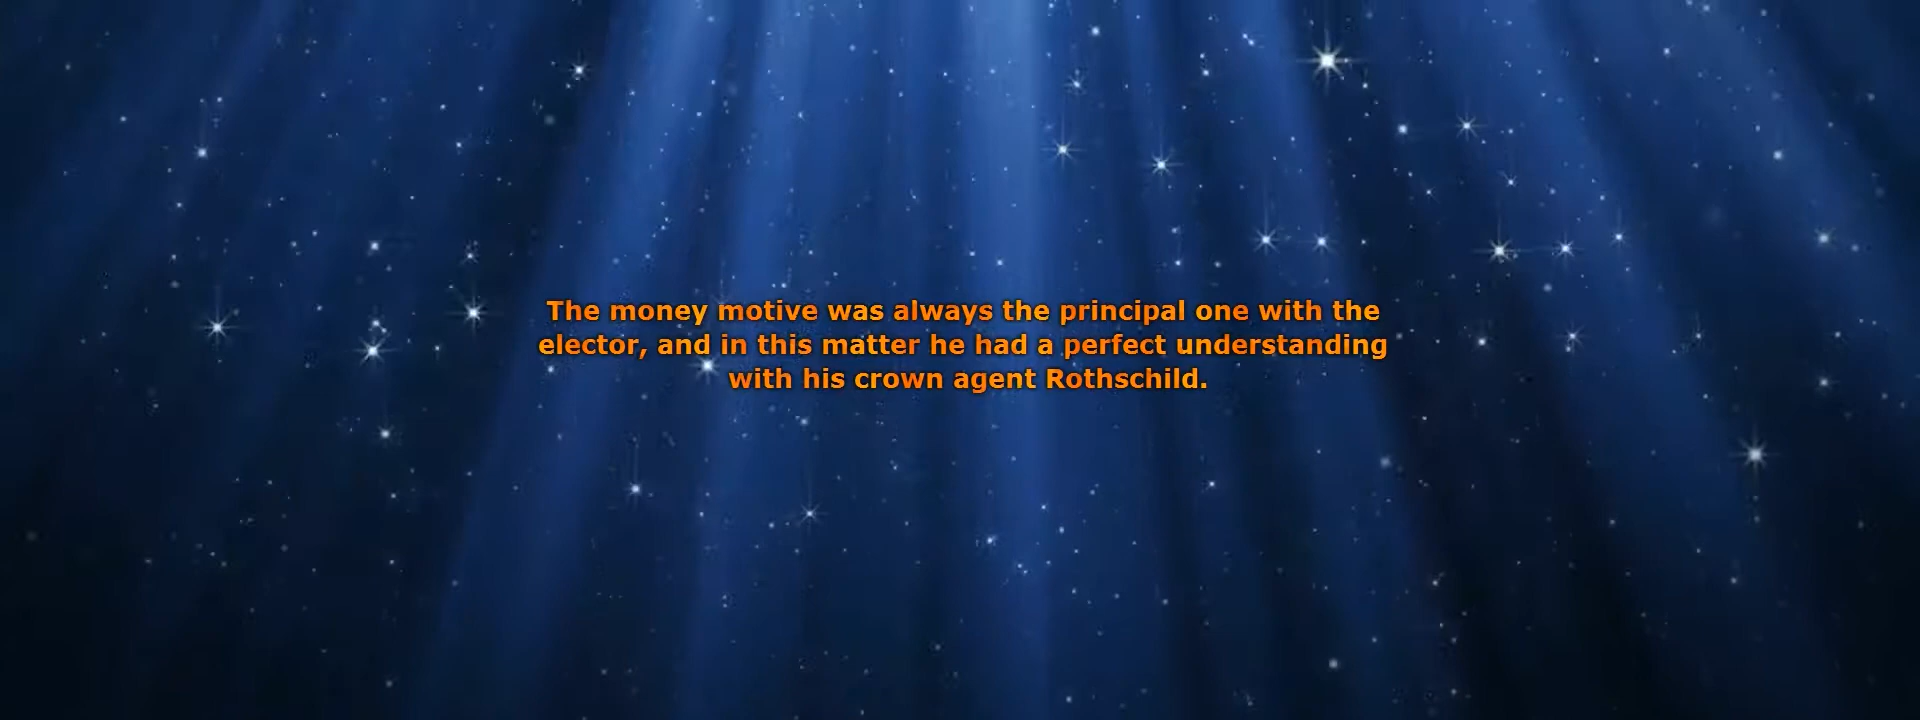 The money motive was always the principal one with the
elector, and in this matter he had a perfect understanding
with his crown agent Rothschild.